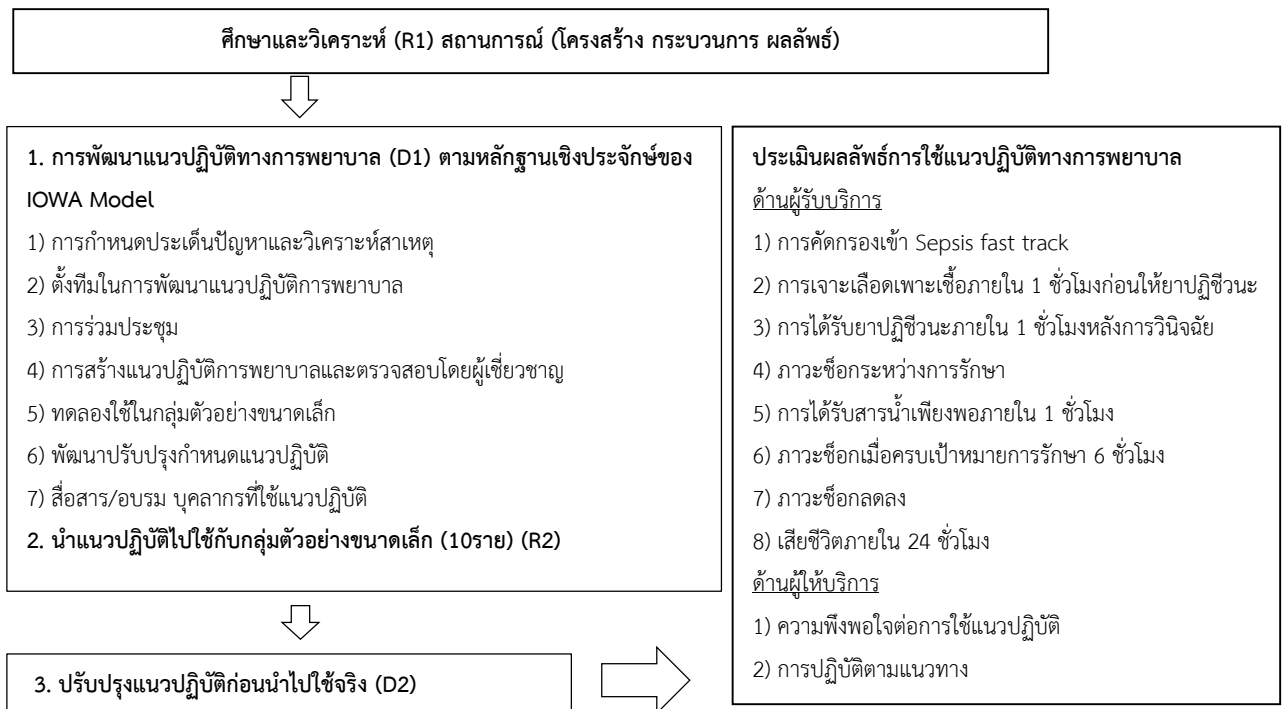 ศึกษาและวิเคราะห์ (R1) สถานการณ์ (โครงสร้าง กระบวนการ ผลลัพธ์)
1. การพัฒนาแนวปฏิบัติทางการพยาบาล (D1) ตามหลักฐานเชิงประจักษ์ของ
IOWA Model
1) การกำหนดประเด็นปัญหาและวิเคราะห์สาเหตุ
2) ตั้งทีมในการพัฒนาแนวปฏิบัติการพยาบาล
3) การร่วมประชุม
4) การสร้างแนวปฏิบัติการพยาบาลและตรวจสอบโดยผู้เชี่ยวชาญ
5) ทดลองใช้ในกลุ่มตัวอย่างขนาดเล็ก
6) พัฒนาปรับปรุงกำหนดแนวปฏิบัติ
7) สื่อสาร/อบรม บุคลากรที่ใช้แนวปฏิบัติ
2. นำแนวปฏิบัติไปใช้กับกลุ่มตัวอย่างขนาดเล็ก (10ราย) (R2)
3. ปรับปรุงแนวปฏิบัติก่อนนำไปใช้จริง (D2)
ประเมินผลลัพธ์การใช้แนวปฏิบัติทางการพยาบาล
ด้านผู้รับบริการ
1) การคัดกรองเข้า Sepsis fast track
2) การเจาะเลือดเพาะเชื้อภายใน 1 ชั่วโมงก่อนให้ยาปฏิชีวนะ
3) การได้รับยาปฏิชีวนะภายใน 1 ชั่วโมงหลังการวินิจฉัย
4) ภาวะช็อกระหว่างการรักษา
5) การได้รับสารน้ำเพียงพอภายใน 1 ชั่วโมง
6) ภาวะช็อกเมื่อครบเป้าหมายการรักษา 6 ชั่วโมง
7) ภาวะช็อกลดลง
8) เสียชีวิตภายใน 24 ชั่วโมง
ด้านผู้ให้บริการ
1) ความพึงพอใจต่อการใช้แนวปฏิบัติ
2) การปฏิบัติตามแนวทาง